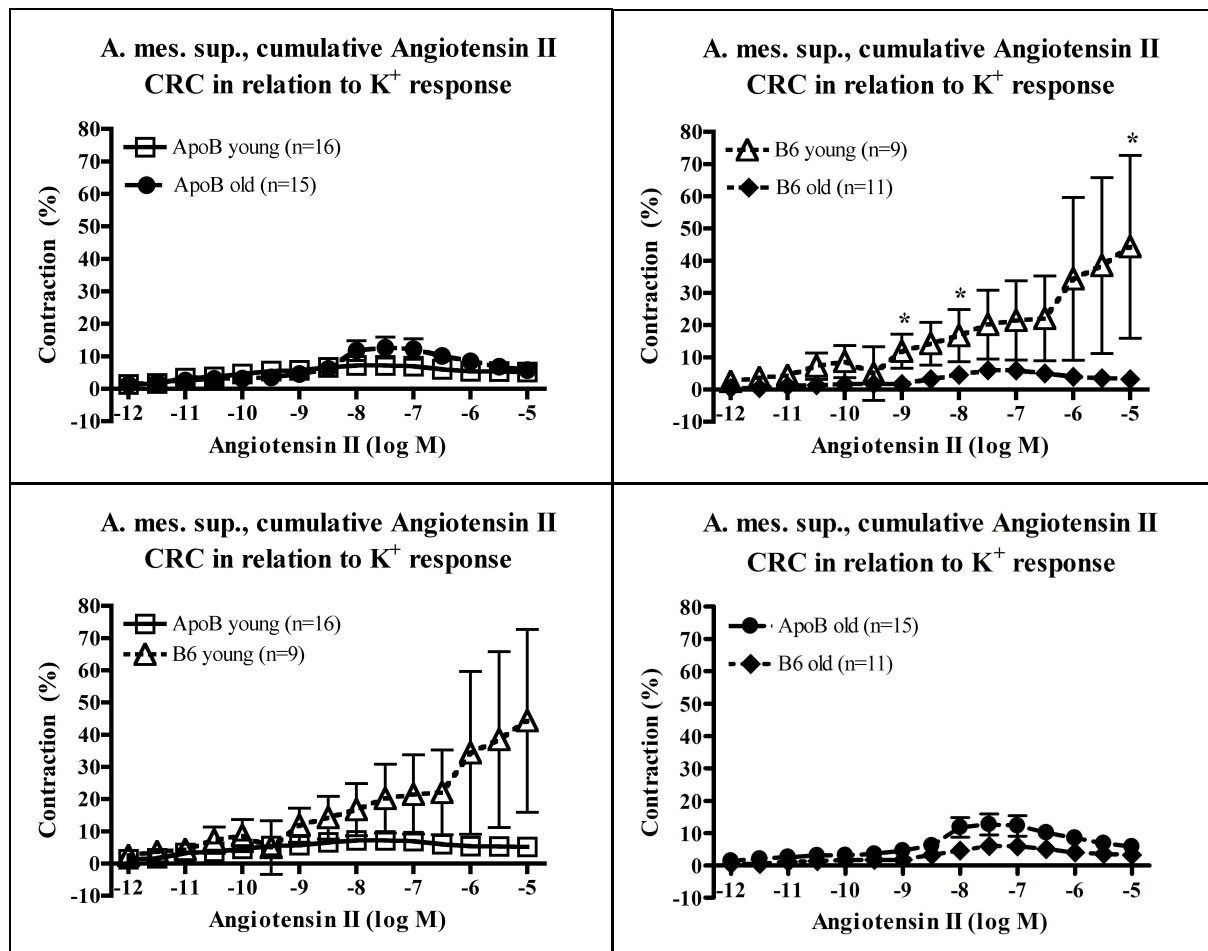 A. mes. sup., cumulative Angiotensin II
CRC in relation to K+ response
80
70
60
50
40
30
20
10
0
-10
Contraction (%)
ApoB young (n=16)
ApoB old (n=15)
-12 -11 -10 -9 -8 -7 -6 -5
Angiotensin II (log M)
A. mes. sup., cumulative Angiotensin II
CRC in relation to K+ response
80
70
60
50
40
30
20
10
0
-10
Contraction (%)
B6 young (n=9)
B6 old (n=11)
* * *
-12 -11 -10 -9 -8 -7 -6 -5
Angiotensin II (log M)
A. mes. sup., cumulative Angiotensin II
CRC in relation to K+ response
80
70
60
50
40
30
20
10
0
-10
Contraction (%)
ApoB young (n=16)
B6 young (n=9)
-12 -11 -10 -9 -8 -7 -6 -5
Angiotensin II (log M)
A. mes. sup., cumulative Angiotensin II
CRC in relation to K+ response
80
70
60
50
40
30
20
10
0
-10
Contraction (%)
ApoB old (n=15)
B6 old (n=11)
-12 -11 -10 -9 -8 -7 -6 -5
Angiotensin II (log M)